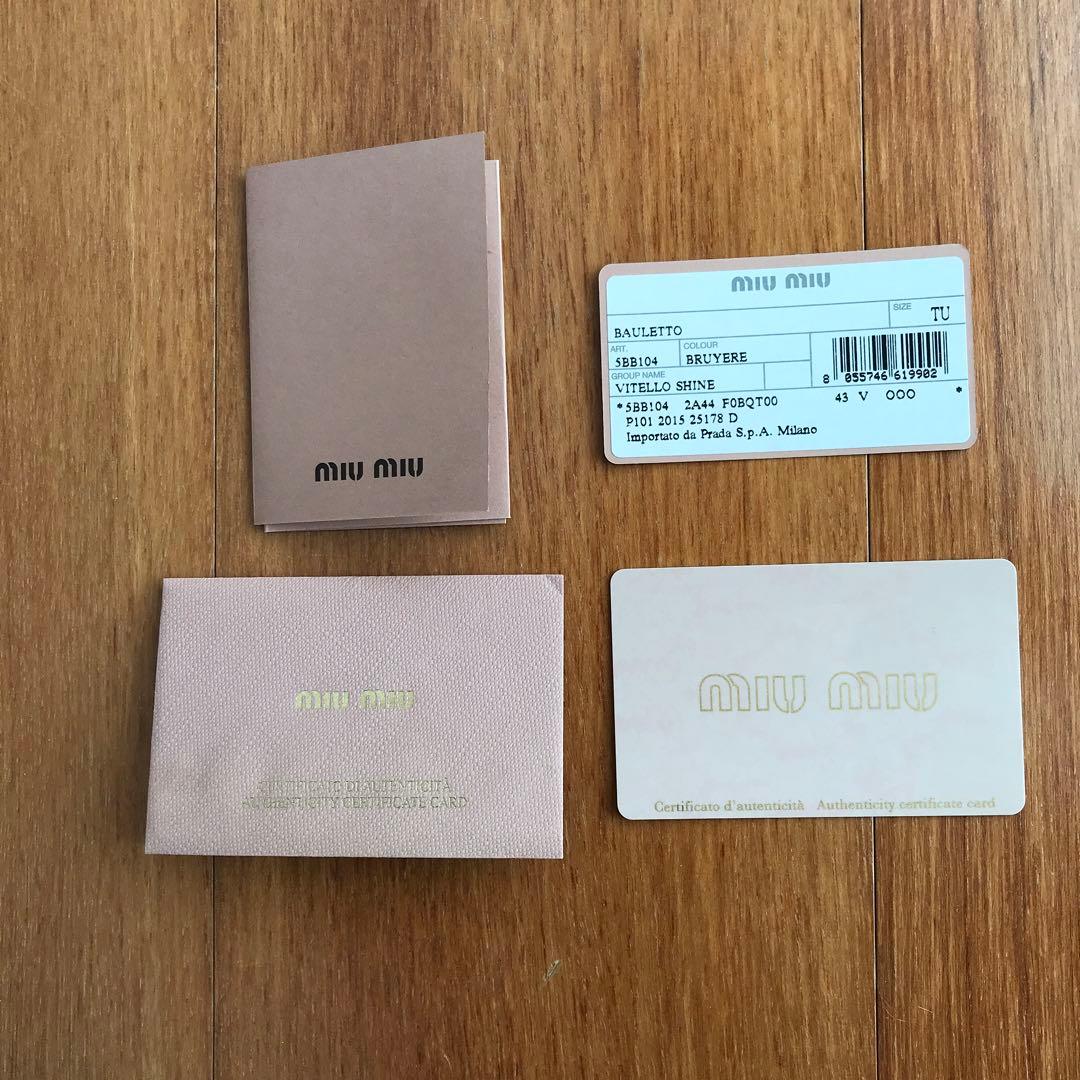 miu miu
miu miu
SIZE TU
BAULETTO
ART. COLOUR
5BB104 BRUYERE
GROUP NAME
VITELLO SHINE
8 055746 619902
*5BB104 2A44 F0BQT00 43 V OOO *
P101 2015 25178 D
Importato da Prada S.p.A. Milano
miu miu
CERTIFICATO DI AUTENTICITÀ
AUTHENTICITY CERTIFICATE CARD
miu miu
Certificato d'autenticità Authenticity certificate card